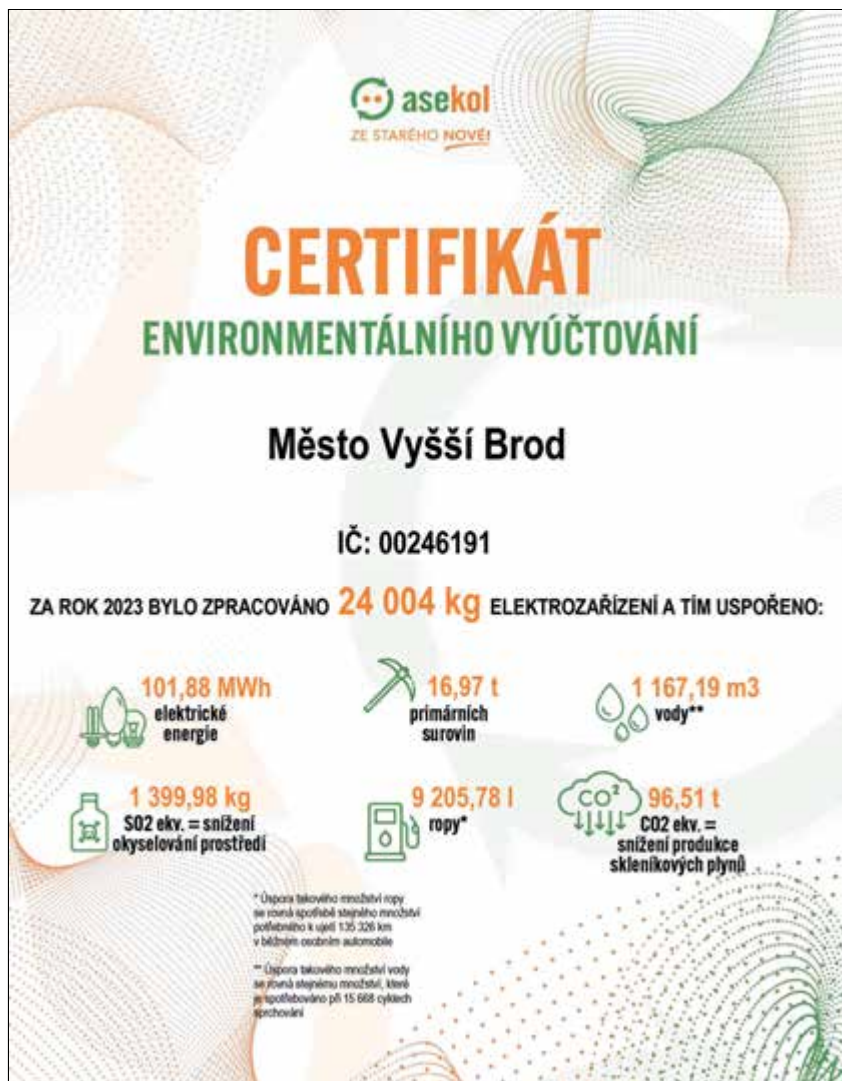 asekol
ZE STARÉHO NOVÉ!
CERTIFIKÁT
ENVIRONMENTÁLNÍHO VYÚČTOVÁNÍ
Město Vyšší Brod
IČ: 00246191
ZA ROK 2023 BYLO ZPRACOVÁNO 24 004 kg ELEKTROZAŘÍZENÍ A TÍM USPOŘENO:
101,88 MWh
elektrické
energie
16,97 t
primárních
surovin
1 167,19 m3
vody**
1 399,98 kg
SO2 ekv. = snížení
okyselování prostředí
9 205,78 l
ropy*
CO2
96,51 t
CO2 ekv. =
snížení produkce
skleníkových plynů
* Úspora takového množství ropy
se rovná spotřebě stejného množství
potřebného k ujetí 135 326 km
v běžném osobním automobile
** Úspora takového množství vody
se rovná stejnému množství, které
je spotřebováno při 15 668 cyklech
sprchování